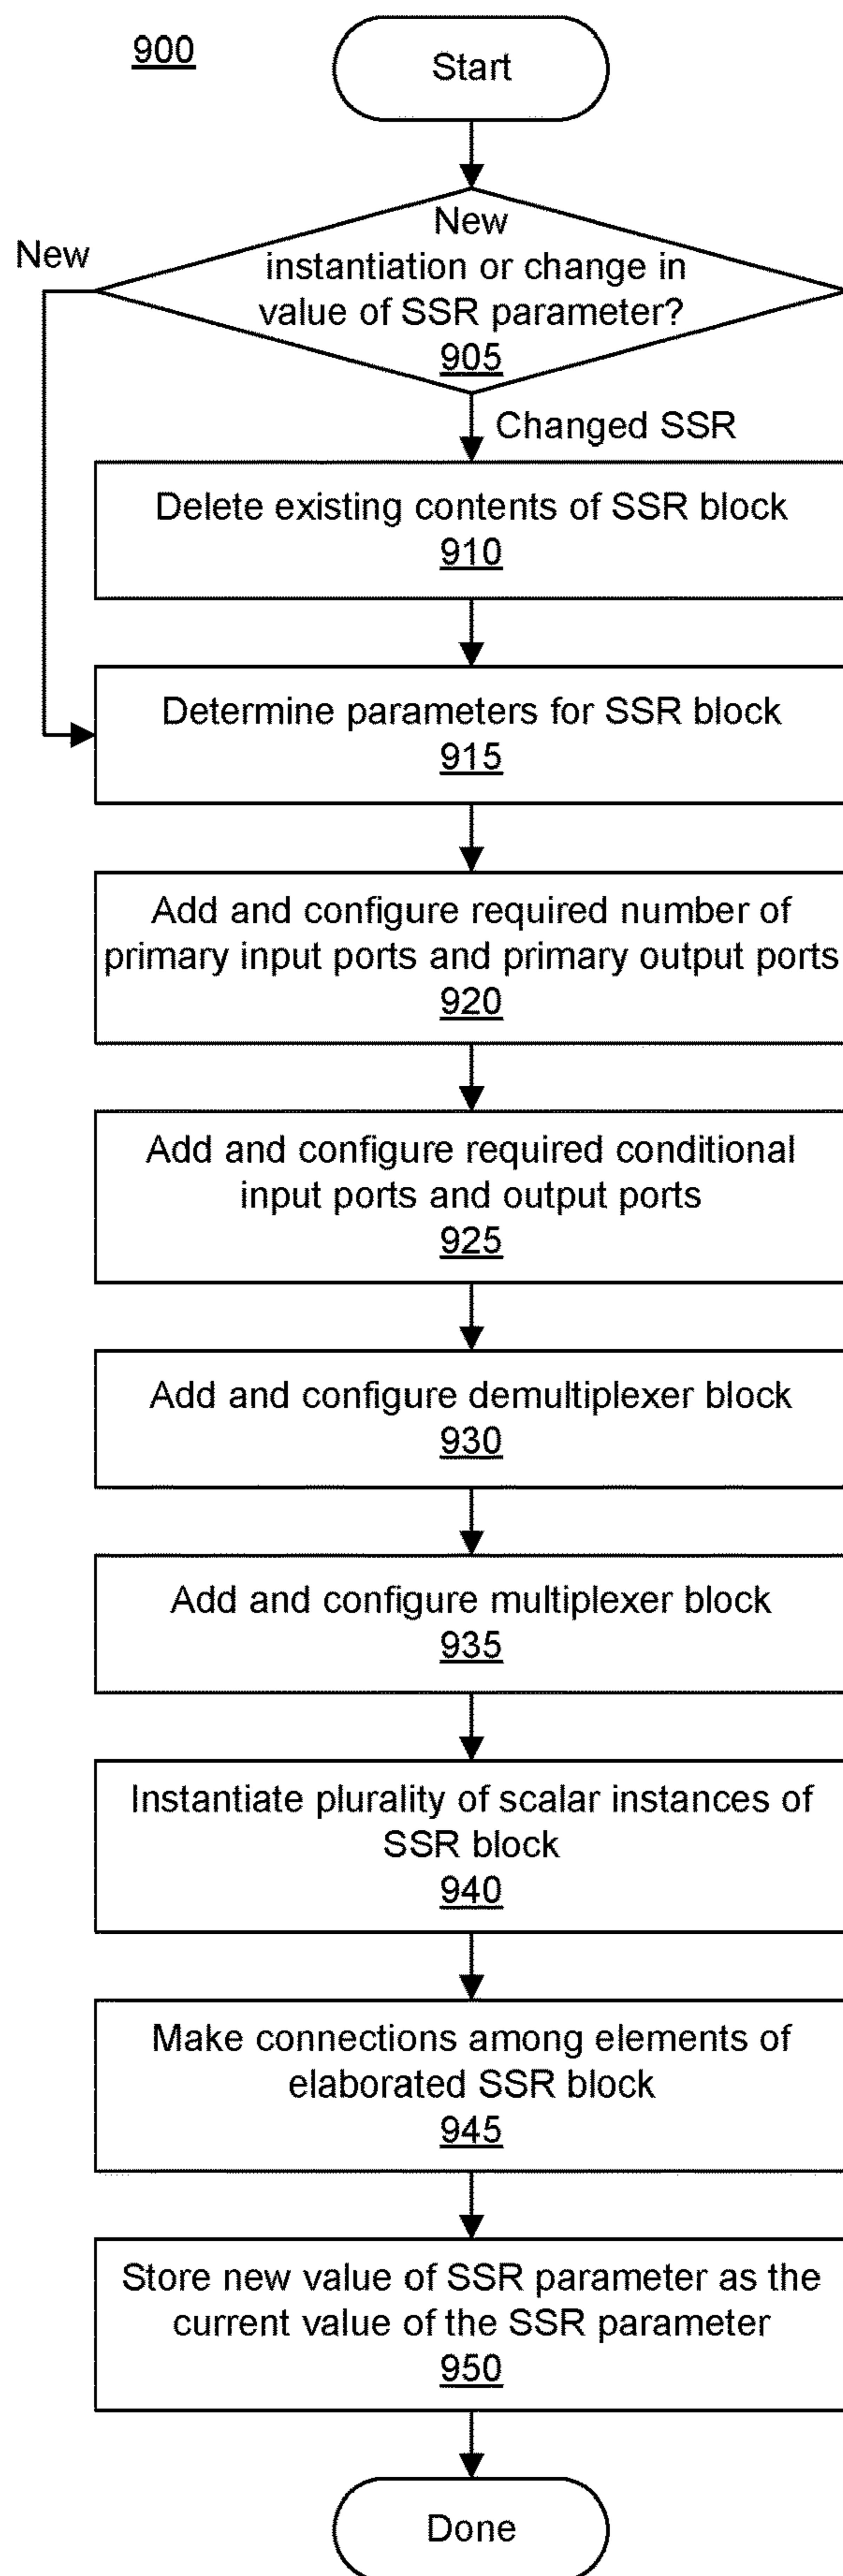 900
Start
New
New
instantiation or change in
value of SSR parameter?
905
Changed SSR
Delete existing contents of SSR block
910
Determine parameters for SSR block
915
Add and configure required number of
primary input ports and primary output ports
920
Add and configure required conditional
input ports and output ports
925
Add and configure demultiplexer block
930
Add and configure multiplexer block
935
Instantiate plurality of scalar instances of
SSR block
940
Make connections among elements of
elaborated SSR block
945
Store new value of SSR parameter as the
current value of the SSR parameter
950
Done